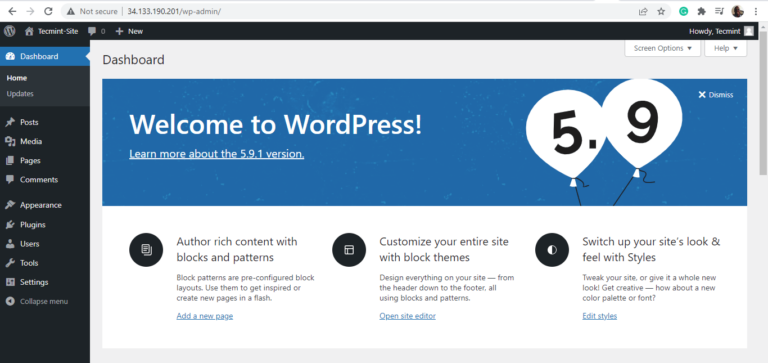 Not secure | 34.133.190.201/wp-admin/
Tecmint-Site 0 + New Howdy, Tecmint
Screen Options ▼ Help ▼
Dashboard
Home
Updates
Posts
Media
Pages
Comments
Appearance
Plugins
Users
Tools
Settings
Collapse menu
Dashboard
Dismiss
Welcome to WordPress!
Learn more about the 5.9.1 version.
5.9
Author rich content with
blocks and patterns
Block patterns are pre-configured block
layouts. Use them to get inspired or
create new pages in a flash.
Add a new page
Customize your entire site
with block themes
Design everything on your site — from
the header down to the footer, all
using blocks and patterns.
Open site editor
Switch up your site's look &
feel with Styles
Tweak your site, or give it a whole new
look! Get creative — how about a new
color palette or font?
Edit styles